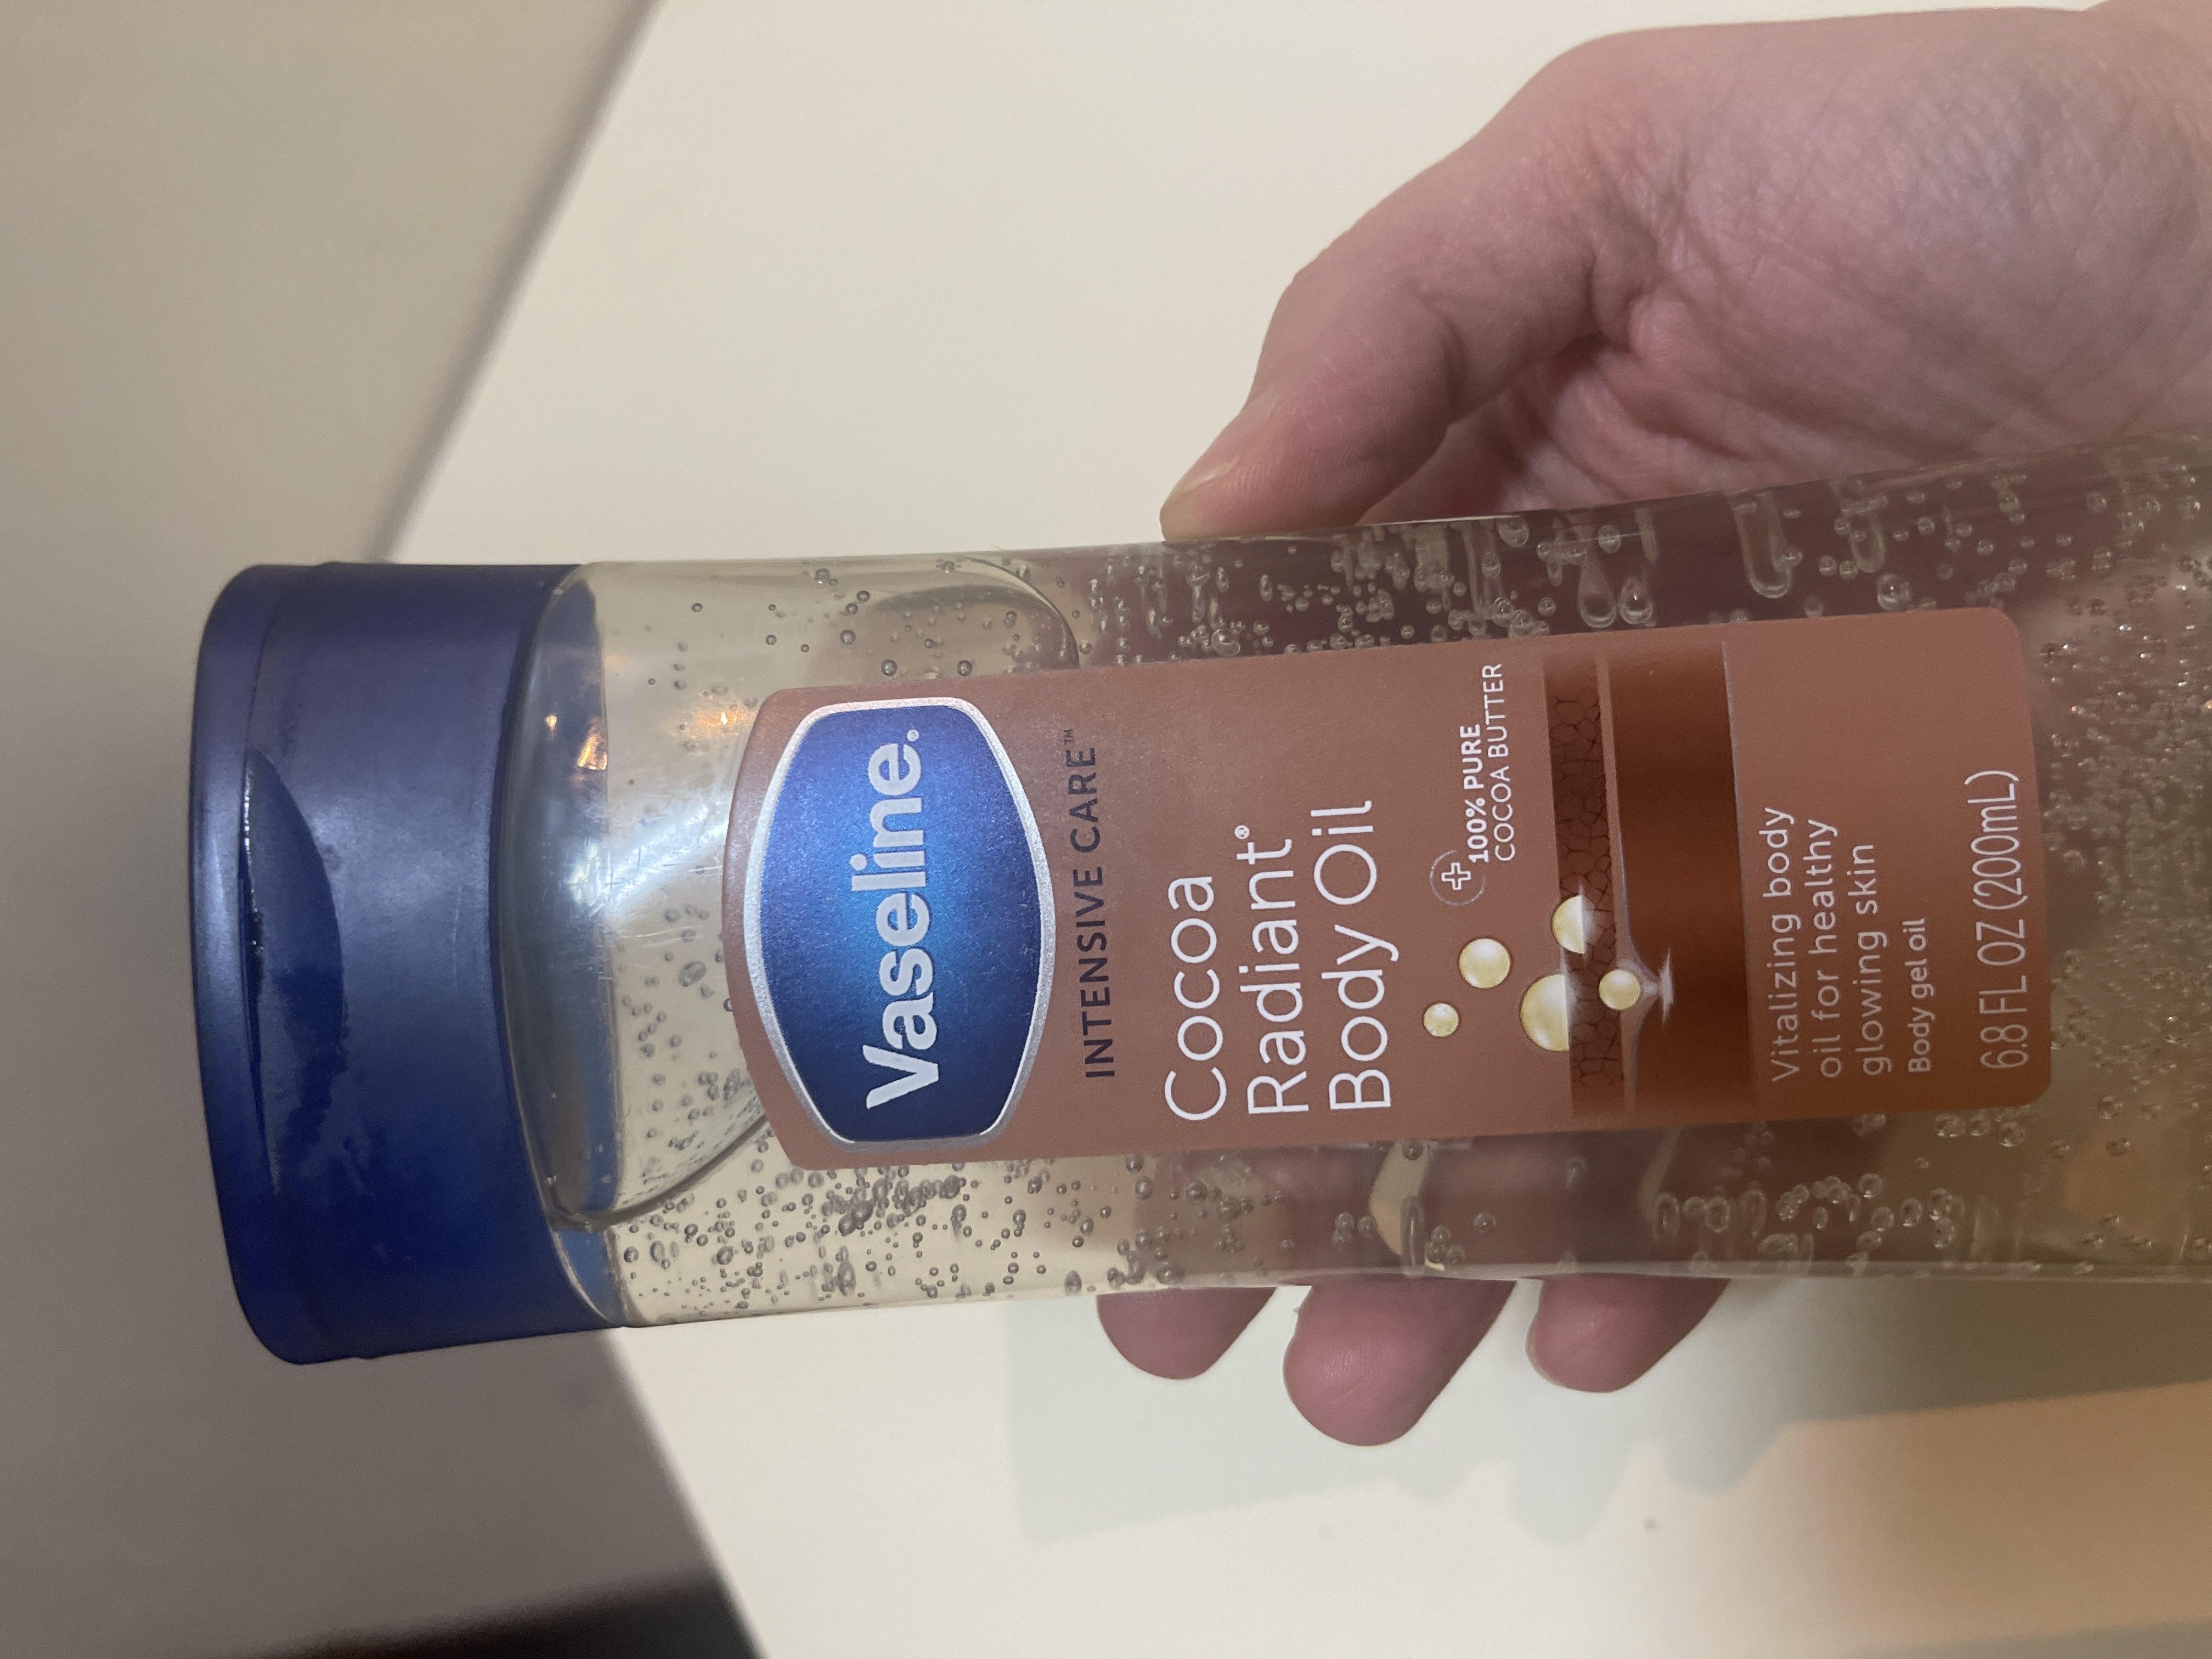 Vaseline®
INTENSIVE CARE™
Cocoa
Radiant®
Body Oil
100% PURE
COCOA BUTTER
Vitalizing body
oil for healthy
glowing skin
Body gel oil
6.8 FL OZ (200mL)